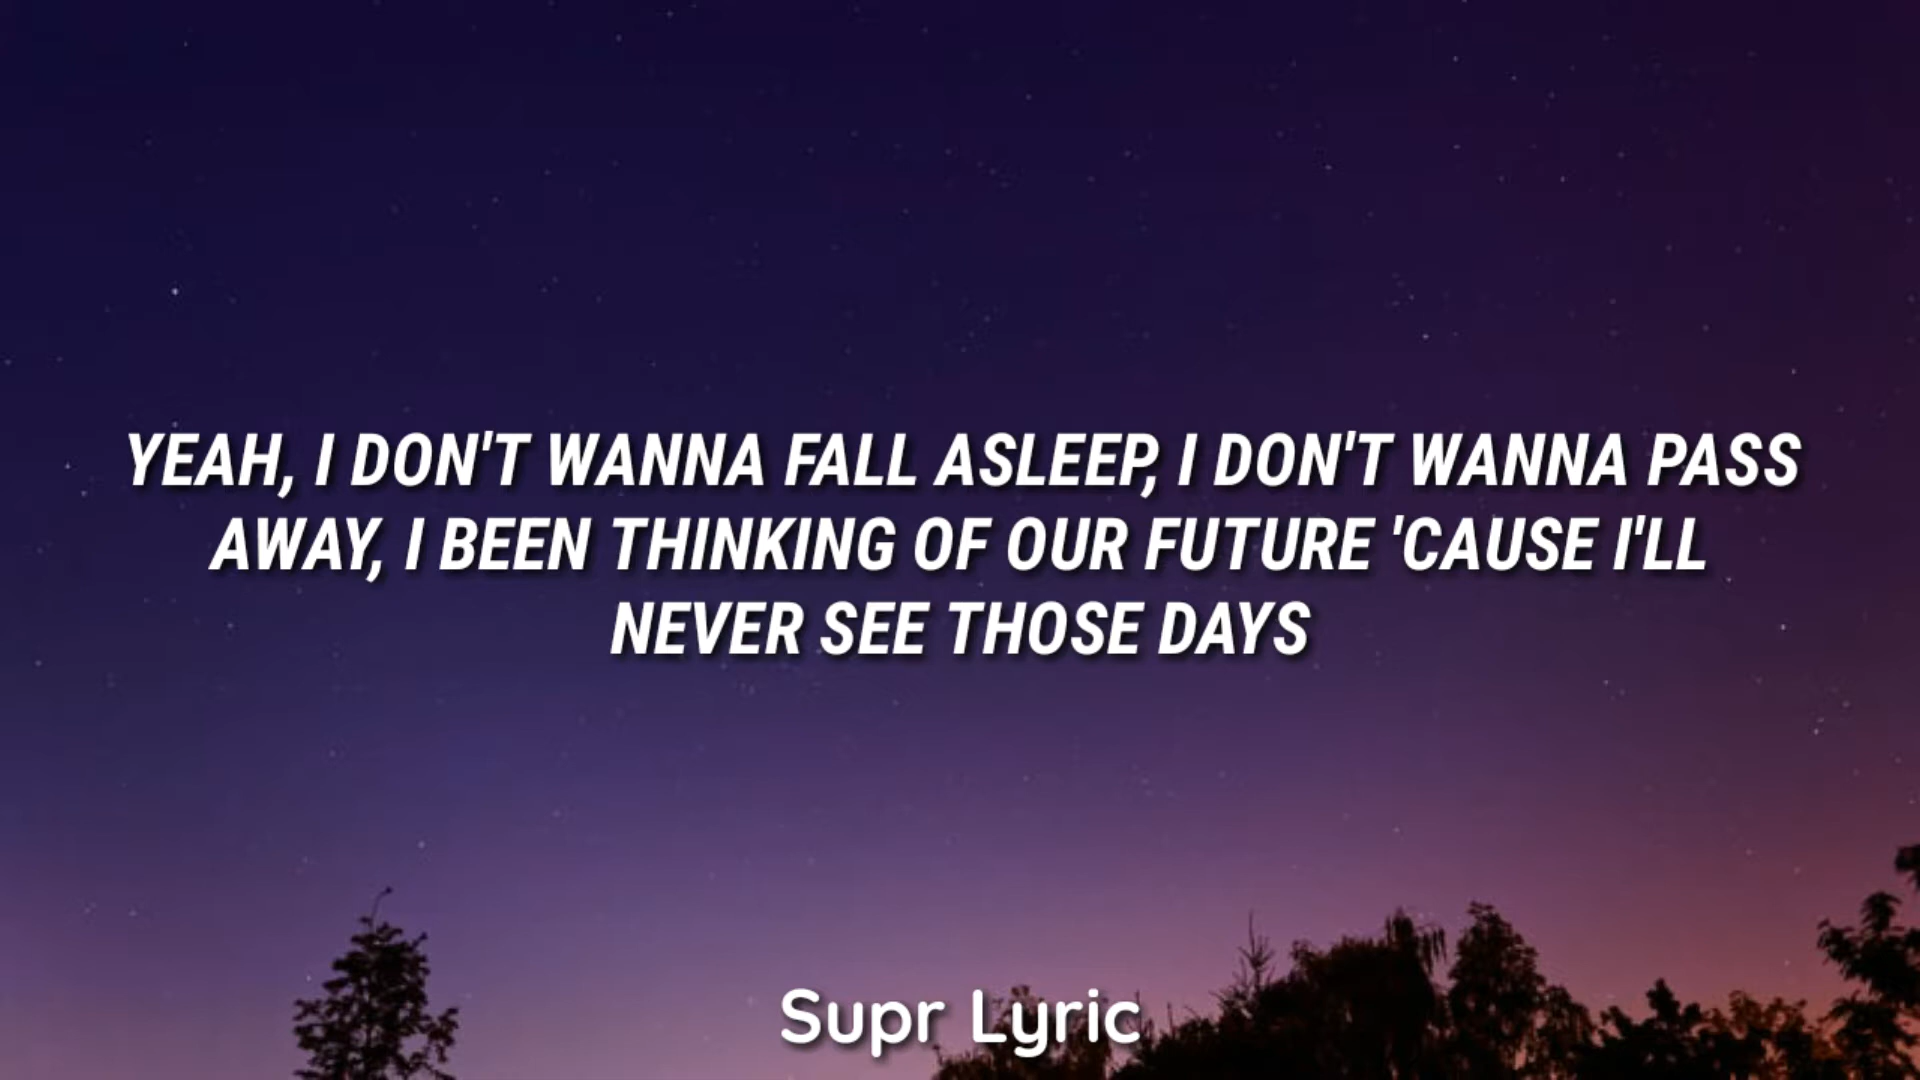 YEAH, I DON'T WANNA FALL ASLEEP, I DON'T WANNA PASS
AWAY, I BEEN THINKING OF OUR FUTURE 'CAUSE I'LL
NEVER SEE THOSE DAYS
Supr Lyric